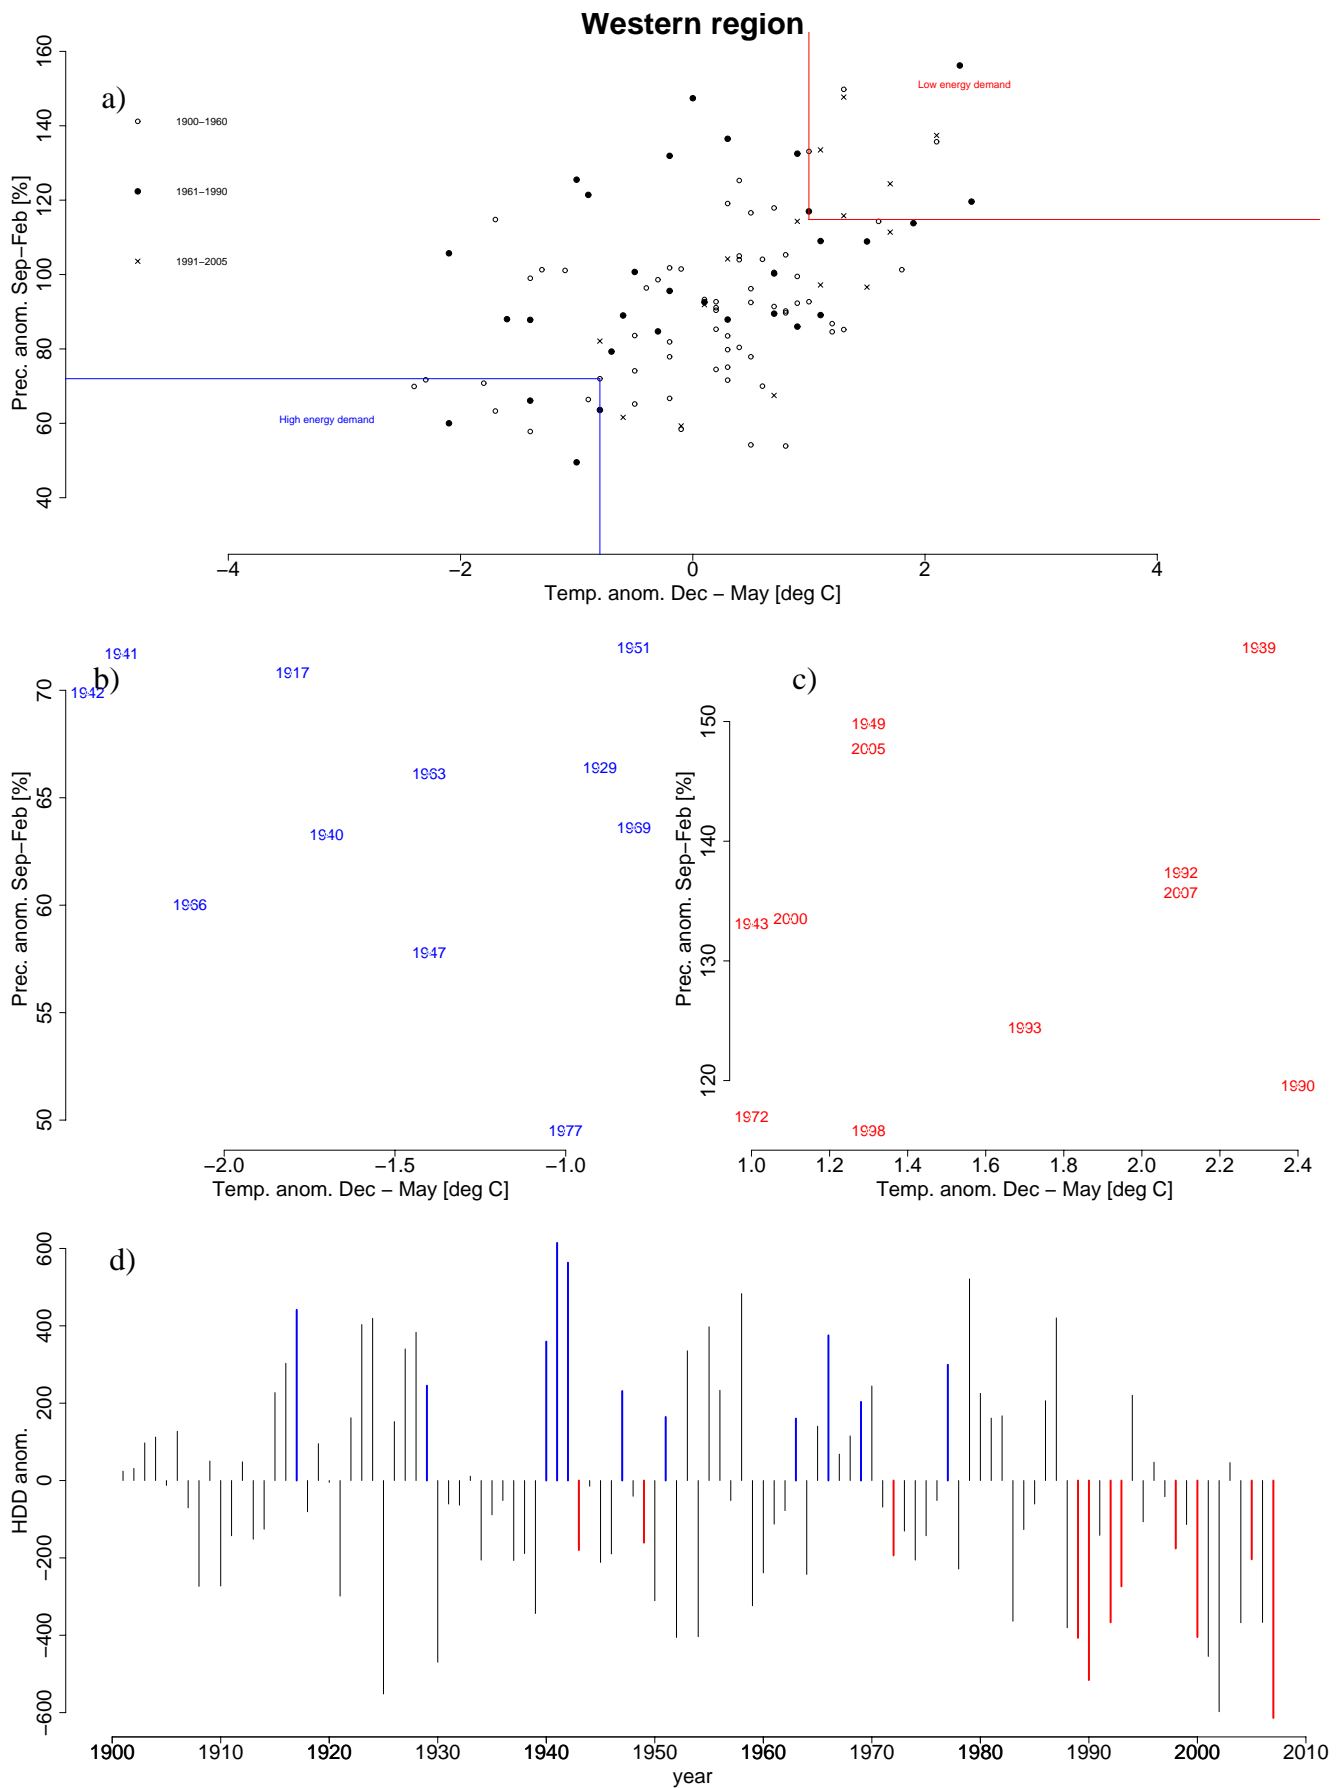 Western region
a)
1900−1960
1961−1990
1991−2005
Low energy demand
High energy demand
Prec. anom. Sep−Feb [%]
160
140
120
100
80
60
40
−4 −2 0 2 4
Temp. anom. Dec − May [deg C]
b)
1941
1942
1917
1951
1963
1929
1940
1969
1966
1947
1977
Prec. anom. Sep−Feb [%]
70
65
60
55
50
−2.0 −1.5 −1.0
Temp. anom. Dec − May [deg C]
c)
1949
2005
1992
2007
1943
2000
1993
1990
1972
1998
Prec. anom. Sep−Feb [%]
150
140
130
120
1.0 1.2 1.4 1.6 1.8 2.0 2.2 2.4
Temp. anom. Dec − May [deg C]
d)
HDD anom.
600
400
200
0
−200
−400
−600
1900 1910 1920 1930 1940 1950 1960 1970 1980 1990 2000 2010
year